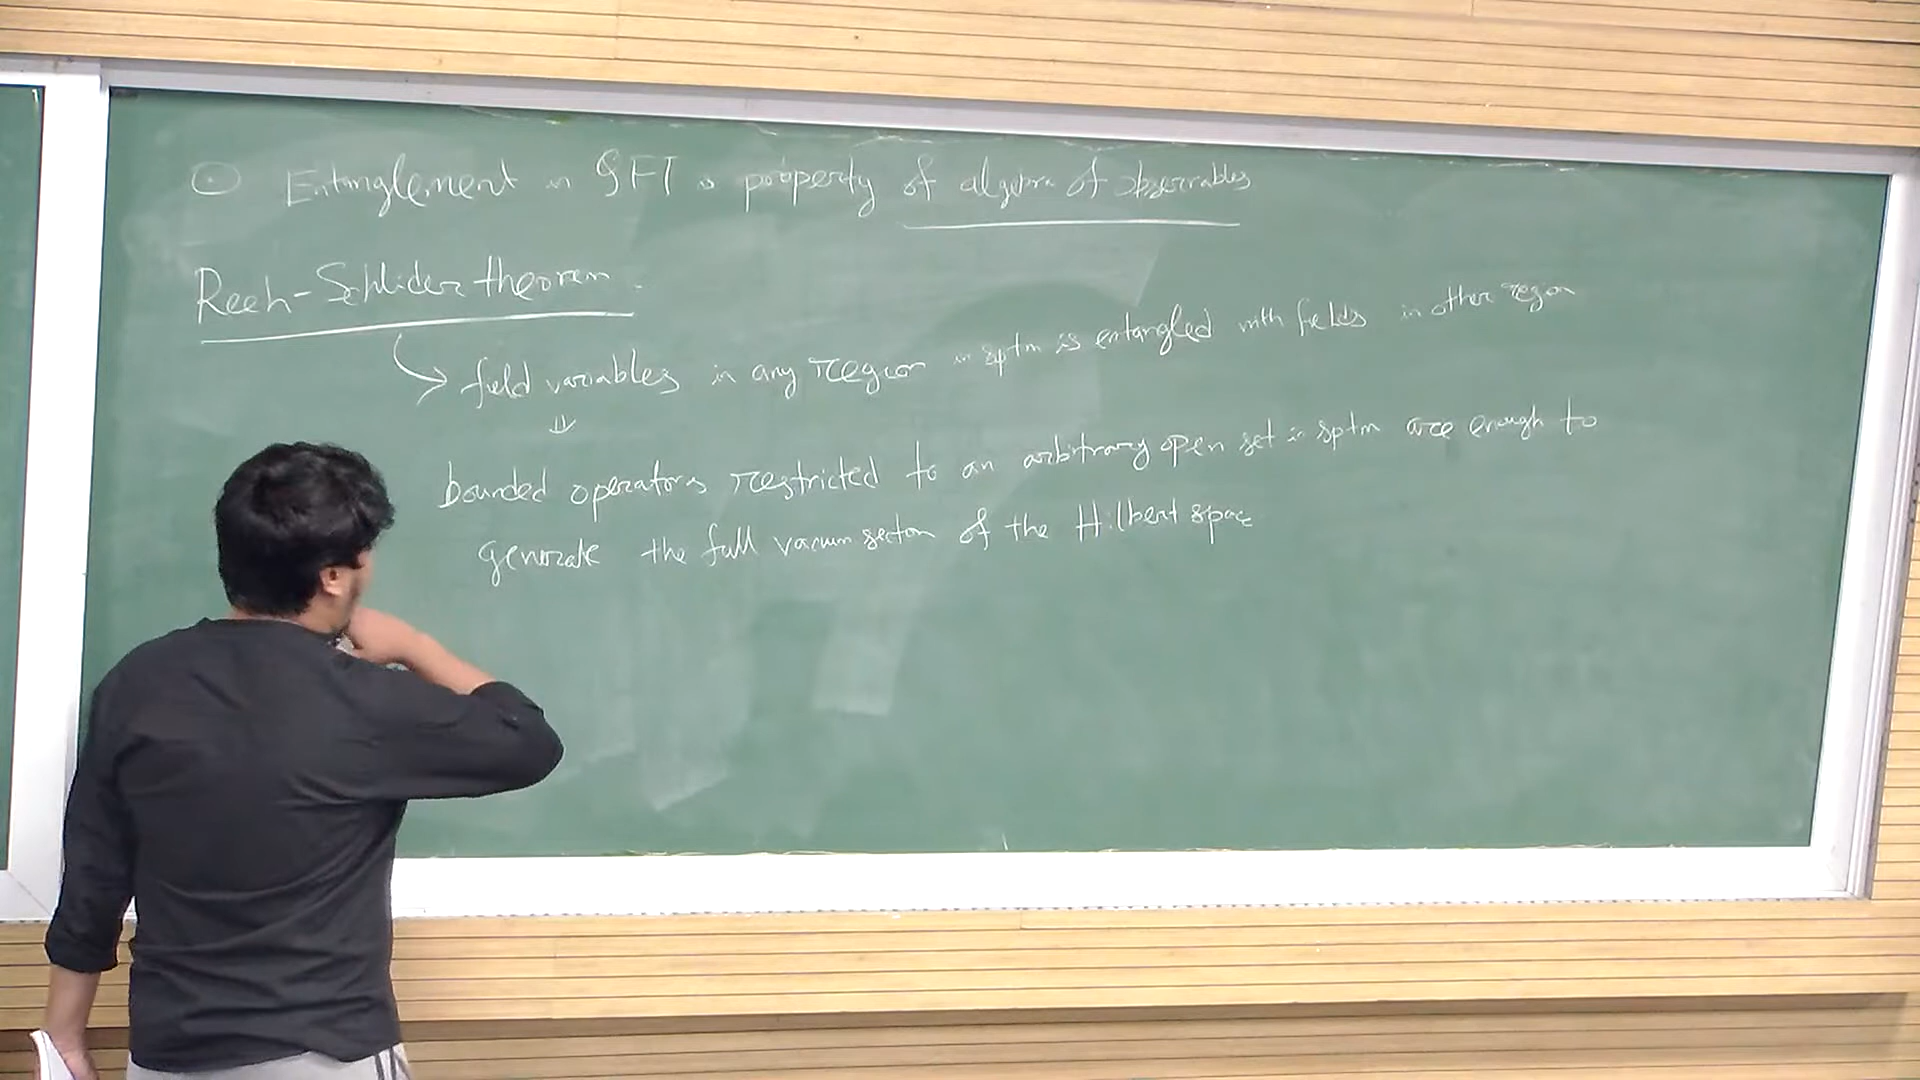 ⊙ Entanglement in QFT is property of algebra of observables
Reeh-Schlider theorem.
↳ field variables in any region in sptm is entangled with fields in other region
⇓
bounded operators restricted to an arbitrary open set in sptm are enough to
generate the full vacuum sector of the Hilbert space